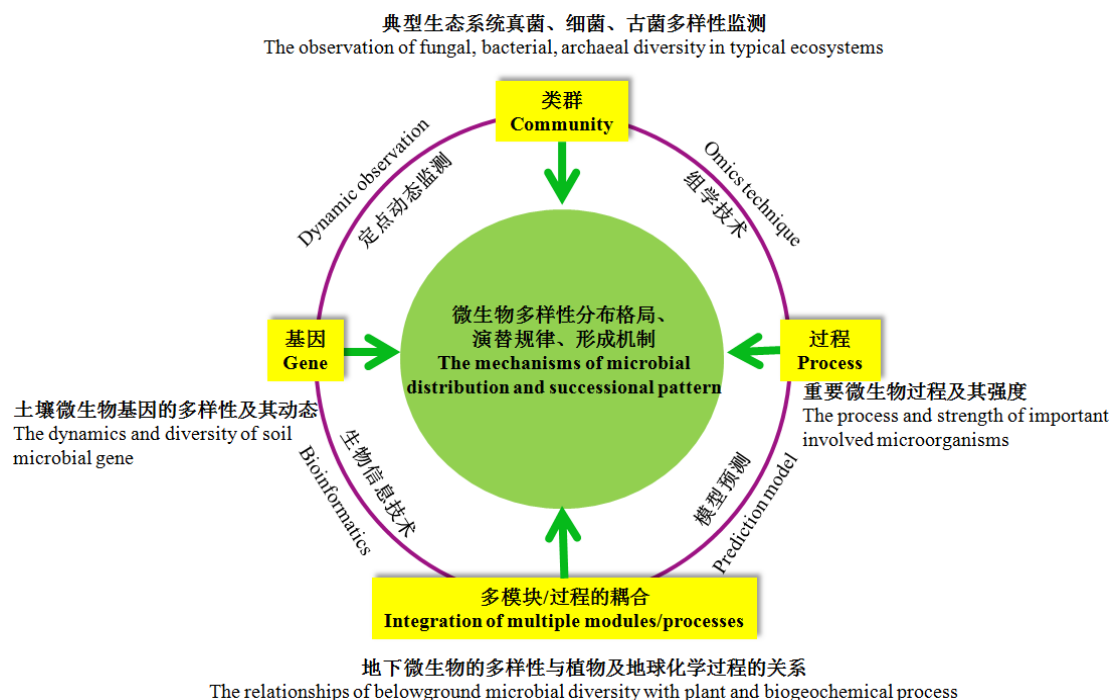 典型生态系统真菌、细菌、古菌多样性监测
The observation of fungal, bacterial, archaeal diversity in typical ecosystems
类群
Community
Dynamic observation
定点动态监测
Omics technique
组学技术
微生物多样性分布格局、
演替规律、形成机制
The mechanisms of microbial
distribution and successional pattern
基因
Gene
过程
Process
土壤微生物基因的多样性及其动态
The dynamics and diversity of soil
microbial gene
重要微生物过程及其强度
The process and strength of important
involved microorganisms
生物信息技术
Bioinformatics
模型预测
Prediction model
多模块/过程的耦合
Integration of multiple modules/processes
地下微生物的多样性与植物及地球化学过程的关系
The relationships of belowground microbial diversity with plant and biogeochemical process